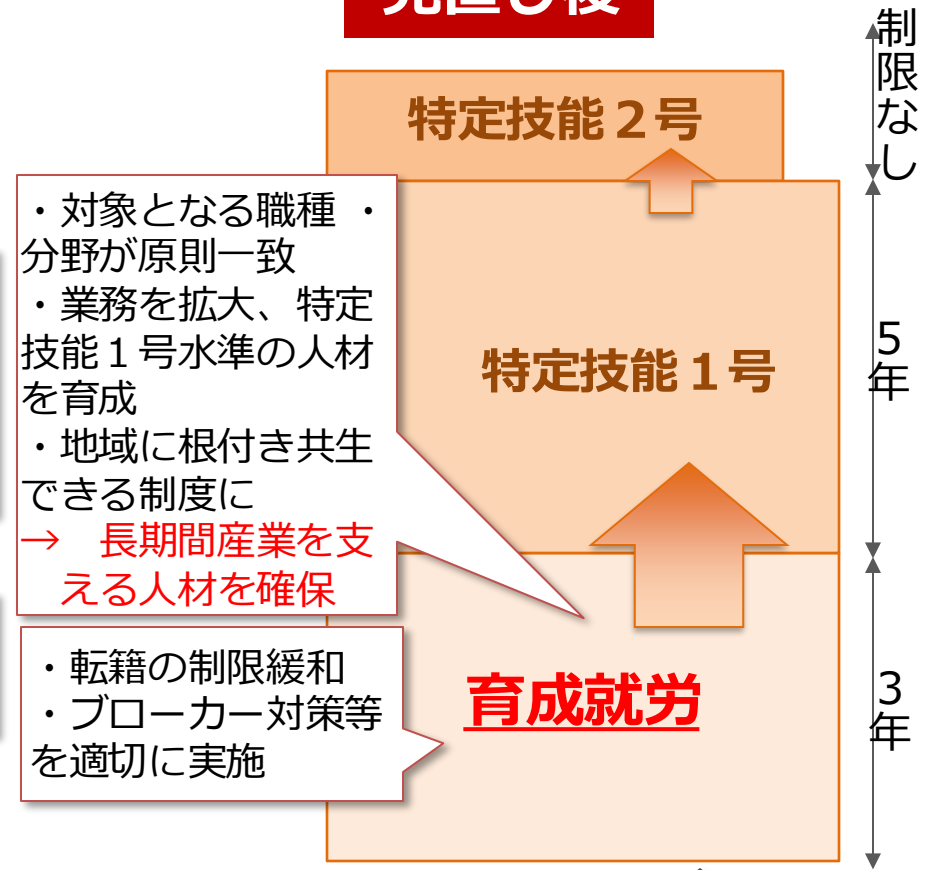 見直し後
制限なし
特定技能２号
・対象となる職種 ・
分野が原則一致
・業務を拡大、特定
技能１号水準の人材
を育成
・地域に根付き共生
できる制度に
→　長期間産業を支
える人材を確保
特定技能１号
5年
・転籍の制限緩和
・ブローカー対策等
を適切に実施
育成就労
3年